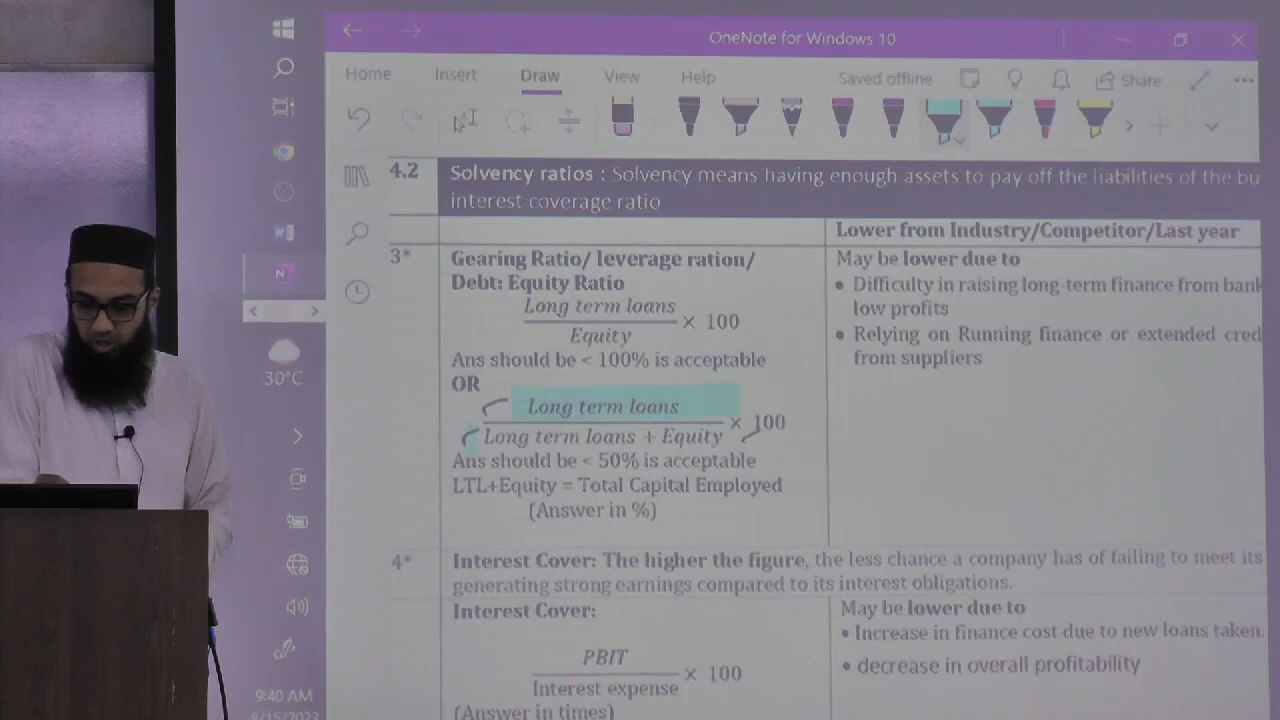 OneNote for Windows 10
Home Insert Draw View Help Saved offline Share
4.2 Solvency ratios : Solvency means having enough assets to pay off the liabilities of the bu
interest coverage ratio
Lower from Industry/Competitor/Last year
3* Gearing Ratio/ leverage ration/
Debt: Equity Ratio
Long term loans
Equity
× 100
Ans should be < 100% is acceptable
OR
Long term loans
Long term loans + Equity
× 100
Ans should be < 50% is acceptable
LTL+Equity = Total Capital Employed
(Answer in %)
May be lower due to
• Difficulty in raising long-term finance from bank
low profits
• Relying on Running finance or extended cred
from suppliers
4* Interest Cover: The higher the figure, the less chance a company has of failing to meet its
generating strong earnings compared to its interest obligations.
Interest Cover:
PBIT
Interest expense
× 100
(Answer in times)
May be lower due to
• Increase in finance cost due to new loans taken.
• decrease in overall profitability
30°C
9:40 AM